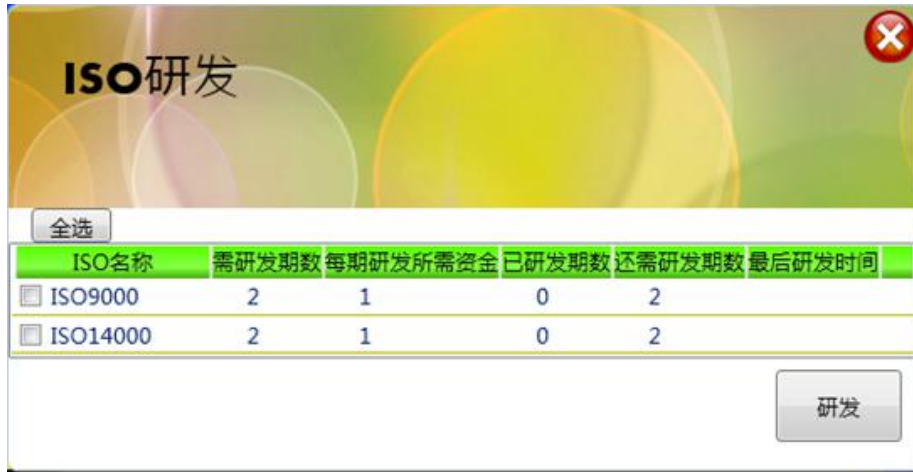 ISO研发
全选
ISO名称 需研发期数 每期研发所需资金 已研发期数 还需研发期数 最后研发时间
ISO9000 2 1 0 2
ISO14000 2 1 0 2
研发